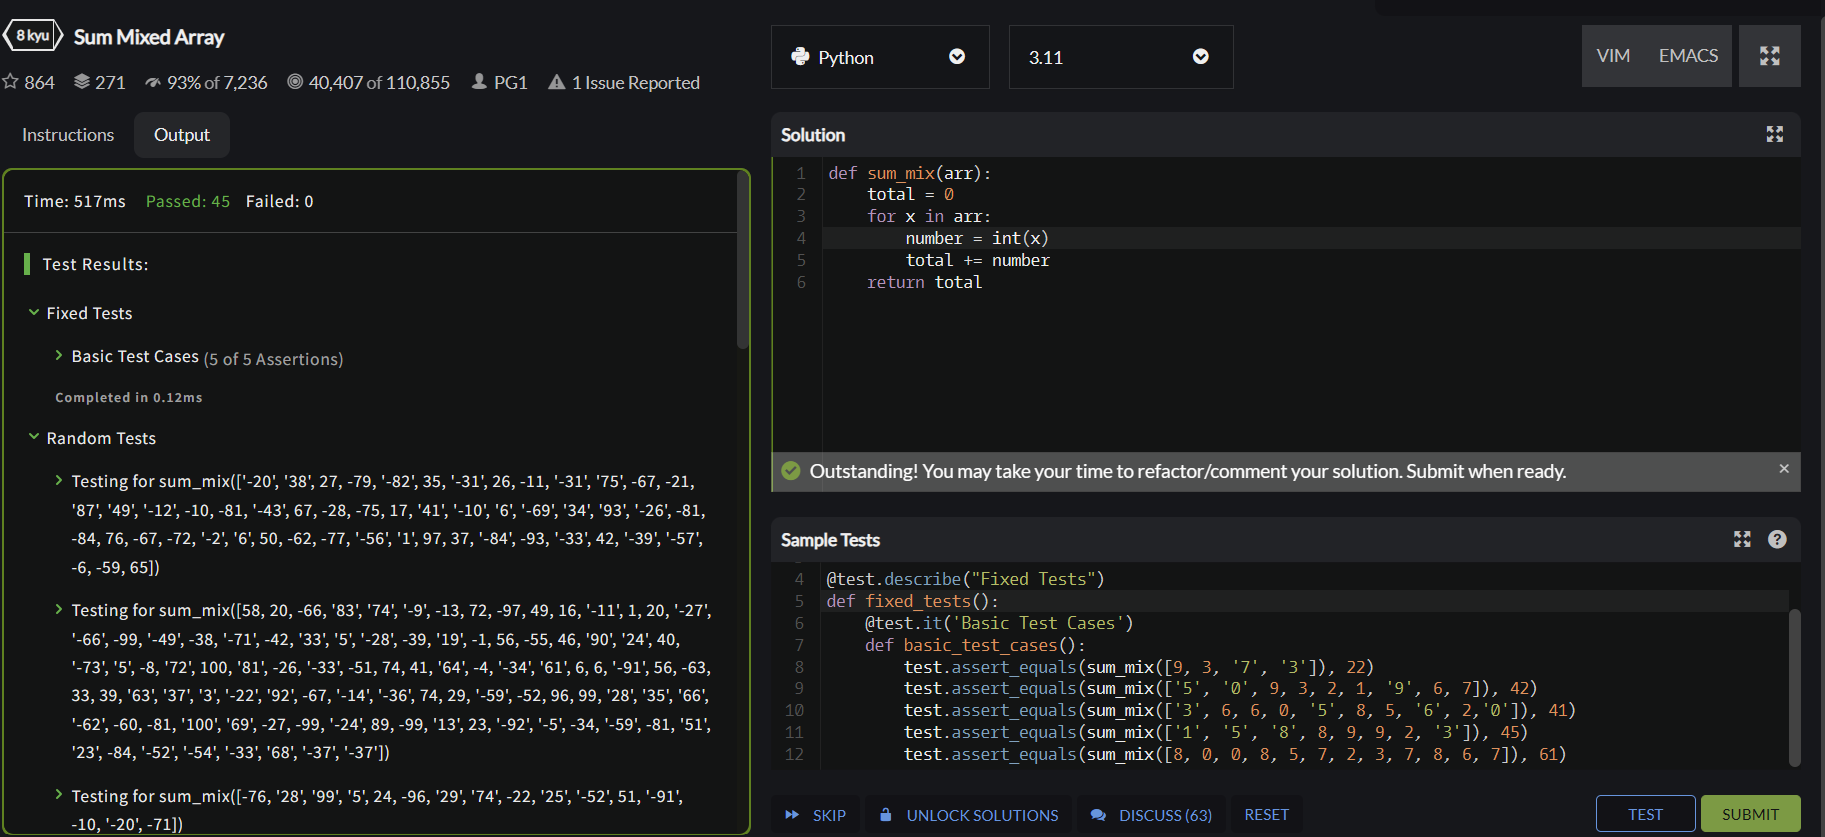 8 kyu Sum Mixed Array
864 271 93% of 7,236 40,407 of 110,855 PG1 1 Issue Reported
Instructions Output
Time: 517ms Passed: 45 Failed: 0
Test Results:
Fixed Tests
Basic Test Cases (5 of 5 Assertions)
Completed in 0.12ms
Random Tests
Testing for sum_mix(['-20', '38', 27, -79, '-82', 35, '-31', 26, -11, '-31', '75', -67, -21,
'87', '49', '-12', -10, -81, '-43', 67, -28, -75, 17, '41', '-10', '6', '-69', '34', '93', '-26', -81,
-84, 76, -67, -72, '-2', '6', 50, -62, -77, '-56', '1', 97, 37, '-84', -93, '-33', 42, '-39', '-57',
-6, -59, 65])
Testing for sum_mix([58, 20, -66, '83', '74', '-9', -13, 72, -97, 49, 16, '-11', 1, 20, '-27',
'-66', -99, '-49', -38, '-71', -42, '33', '5', '-28', -39, '19', -1, 56, -55, 46, '90', '24', 40,
'-73', '5', -8, '72', 100, '81', -26, '-33', -51, 74, 41, '64', -4, '-34', '61', 6, 6, '-91', 56, -63,
33, 39, '63', '37', '3', '-22', '92', -67, '-14', '-36', 74, 29, '-59', -52, 96, 99, '28', '35', '66',
'-62', -60, -81, '100', '69', -27, -99, '-24', 89, -99, '13', 23, '-92', '-5', -34, '-59', -81, '51',
'23', -84, '-52', '-54', '-33', '68', '-37', '-37'])
Testing for sum_mix([-76, '28', '99', '5', 24, -96, '29', '74', -22, '25', '-52', 51, '-91',
-10, '-20', -71])
Python 3.11 VIM EMACS
Solution
1 def sum_mix(arr):
2 total = 0
3 for x in arr:
4 number = int(x)
5 total += number
6 return total
Outstanding! You may take your time to refactor/comment your solution. Submit when ready. ×
Sample Tests ?
4 @test.describe("Fixed Tests")
5 def fixed_tests():
6 @test.it('Basic Test Cases')
7 def basic_test_cases():
8 test.assert_equals(sum_mix([9, 3, '7', '3']), 22)
9 test.assert_equals(sum_mix(['5', '0', 9, 3, 2, 1, '9', 6, 7]), 42)
10 test.assert_equals(sum_mix(['3', 6, 6, 0, '5', 8, 5, '6', 2,'0']), 41)
11 test.assert_equals(sum_mix(['1', '5', '8', 8, 9, 9, 2, '3']), 45)
12 test.assert_equals(sum_mix([8, 0, 0, 8, 5, 7, 2, 3, 7, 8, 6, 7]), 61)
SKIP UNLOCK SOLUTIONS DISCUSS (63) RESET TEST SUBMIT